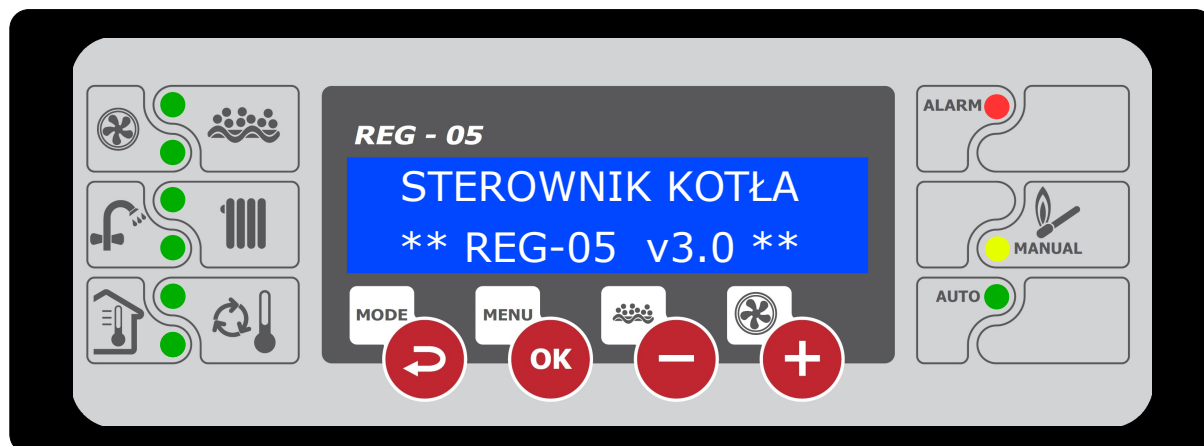 REG - 05
STEROWNIK KOTŁA
** REG-05 v3.0 **
MODE
MENU
OK
ALARM
MANUAL
AUTO